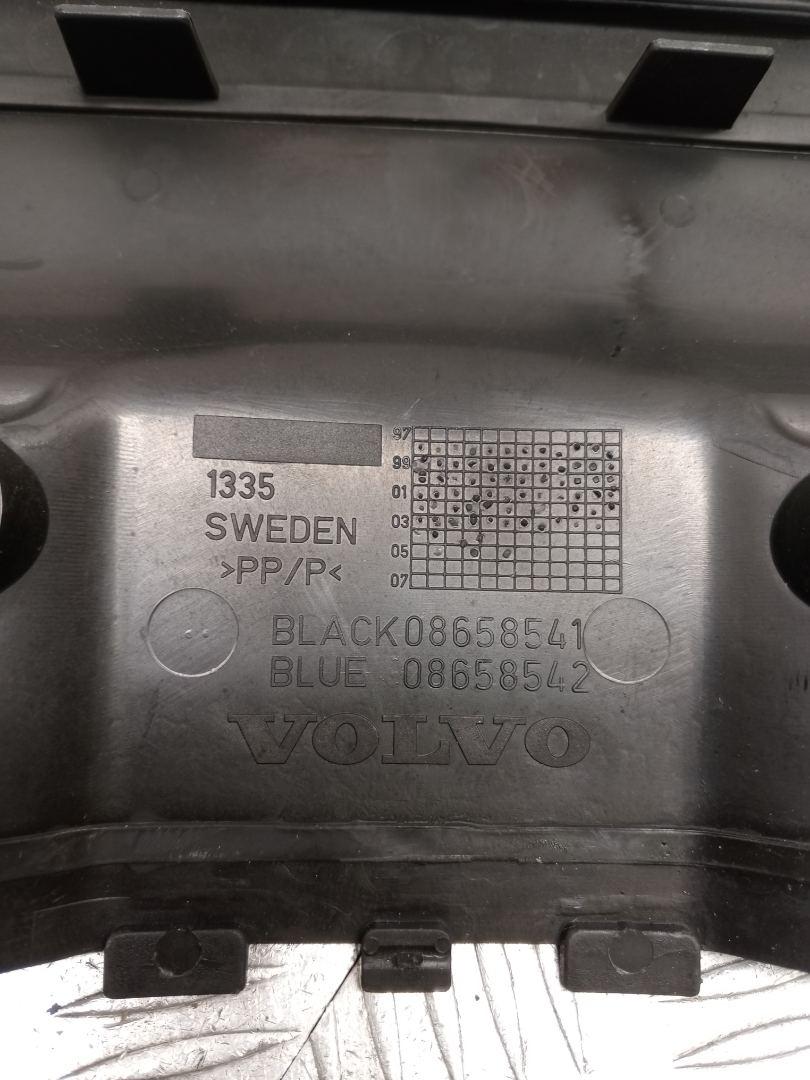 1335
SWEDEN
>PP/P<
97
99
01
03
05
07
BLACK08658541
BLUE 08658542
VOLVO